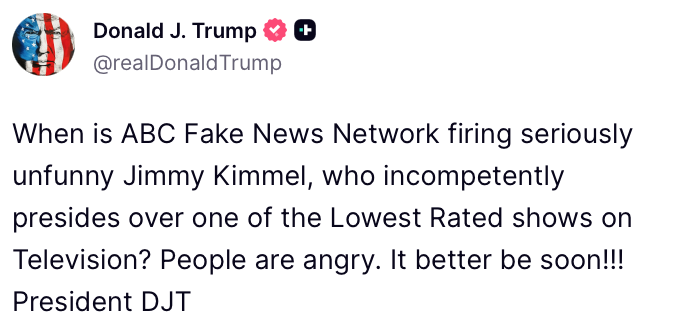 Donald J. Trump
@realDonaldTrump
When is ABC Fake News Network firing seriously
unfunny Jimmy Kimmel, who incompetently
presides over one of the Lowest Rated shows on
Television? People are angry. It better be soon!!!
President DJT